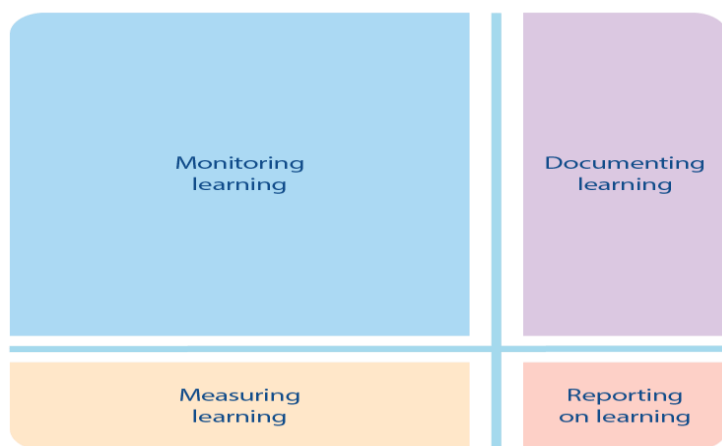 Monitoring
learning
Documenting
learning
Measuring
learning
Reporting
on learning